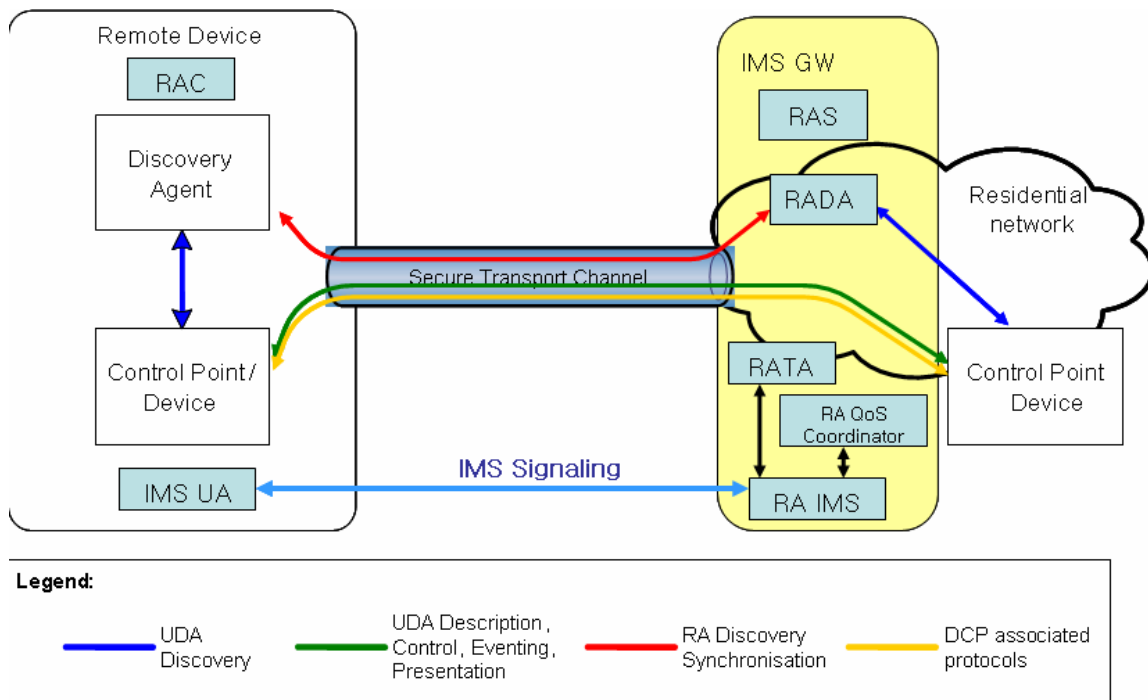 Remote Device
RAC
Discovery
Agent
Control Point/
Device
IMS UA
Secure Transport Channel
IMS Signaling
IMS GW
RAS
RADA
Residential
network
RATA
RA QoS
Coordinator
RA IMS
Control Point
Device
Legend:
UDA
Discovery
UDA Description,
Control, Eventing,
Presentation
RA Discovery
Synchronisation
DCP associated
protocols